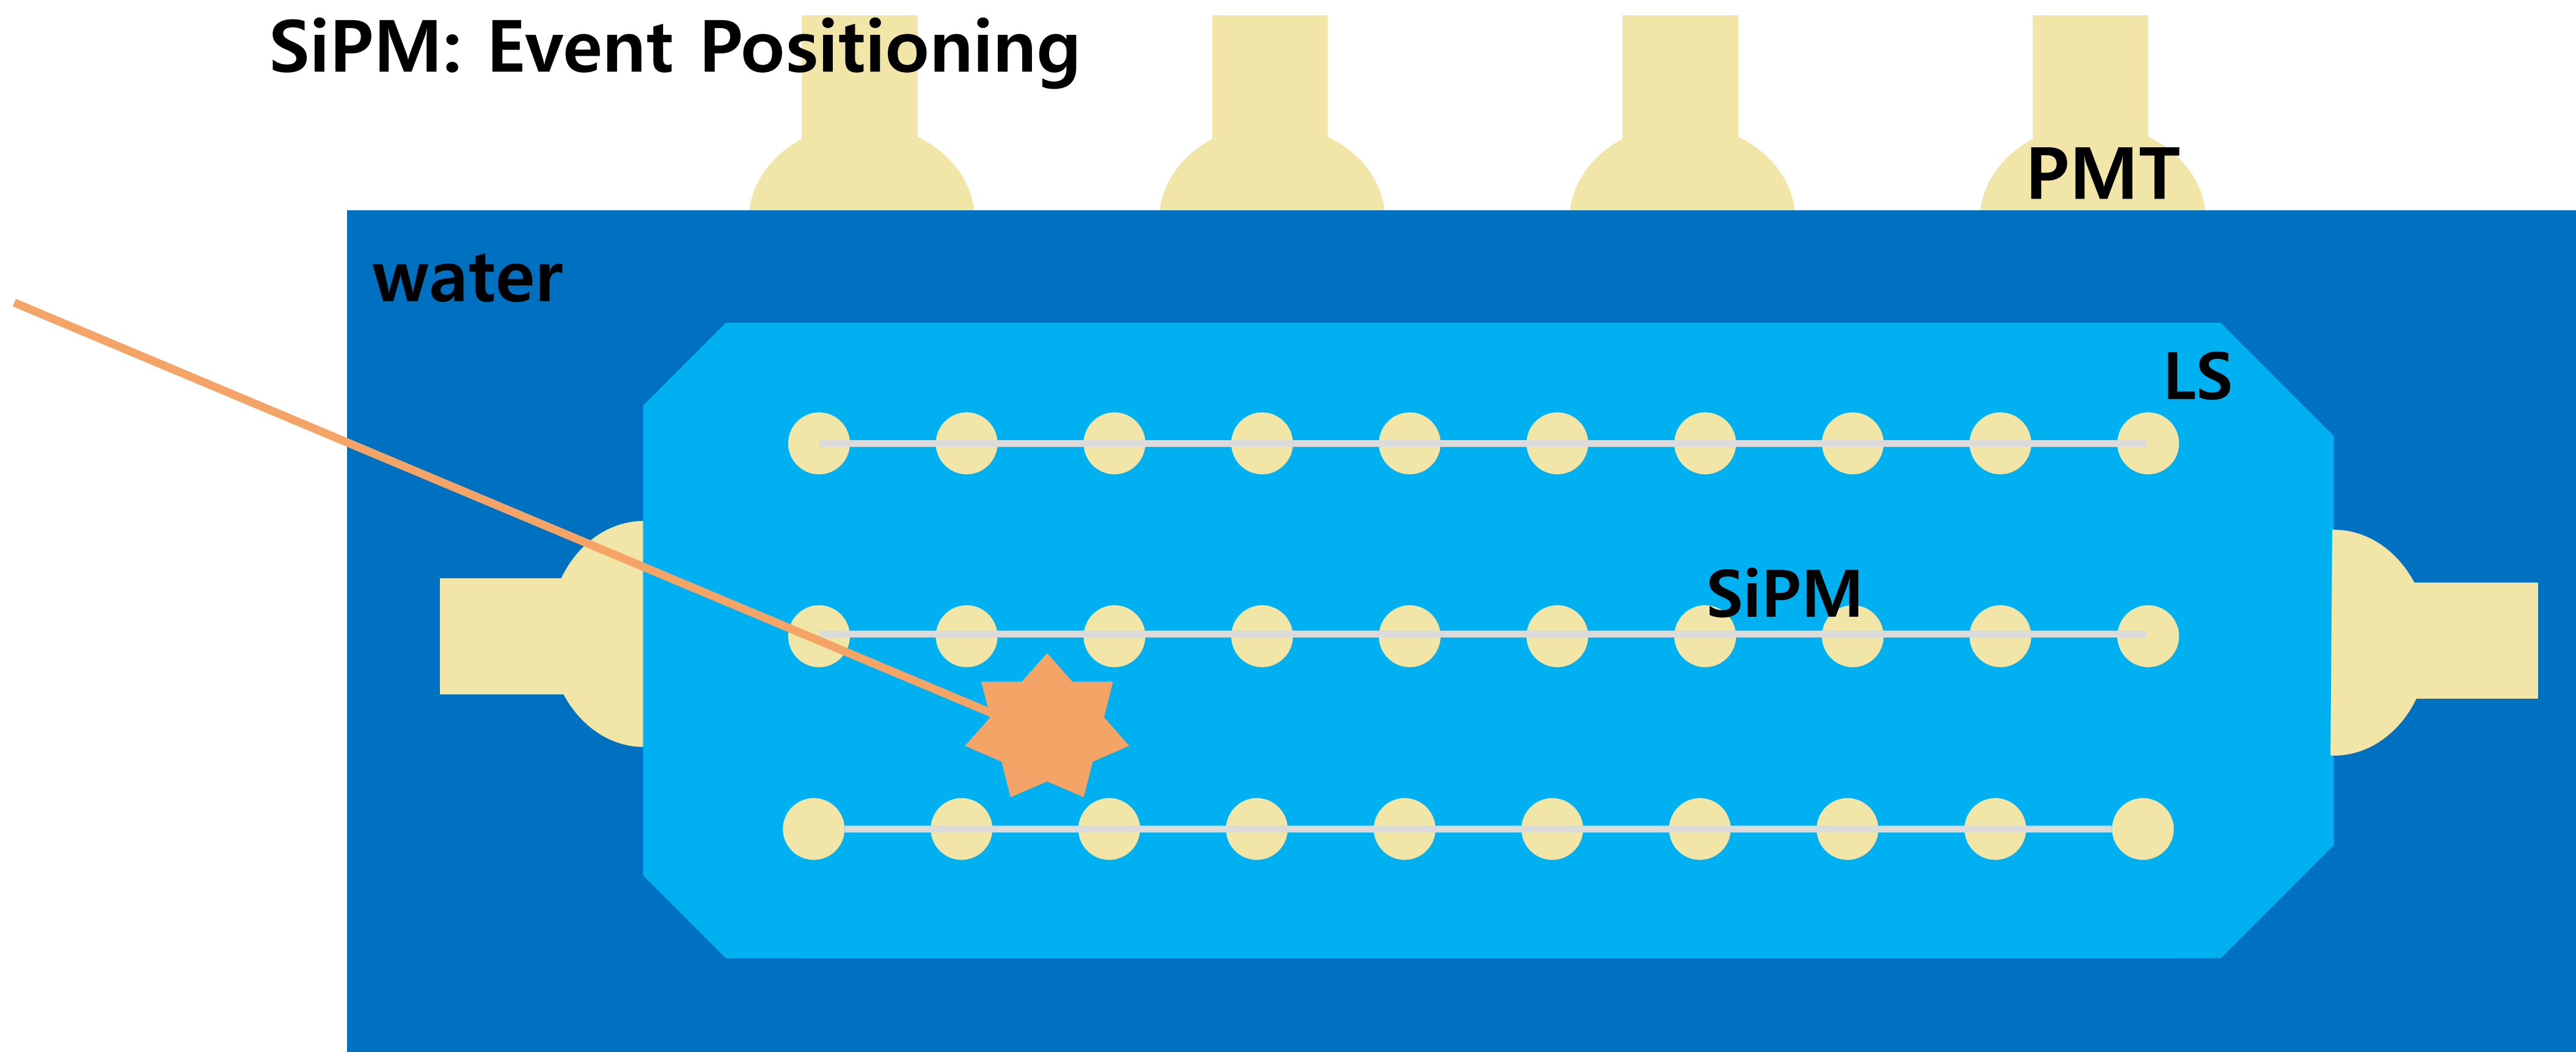 SiPM: Event Positioning
PMT
water
LS
SiPM